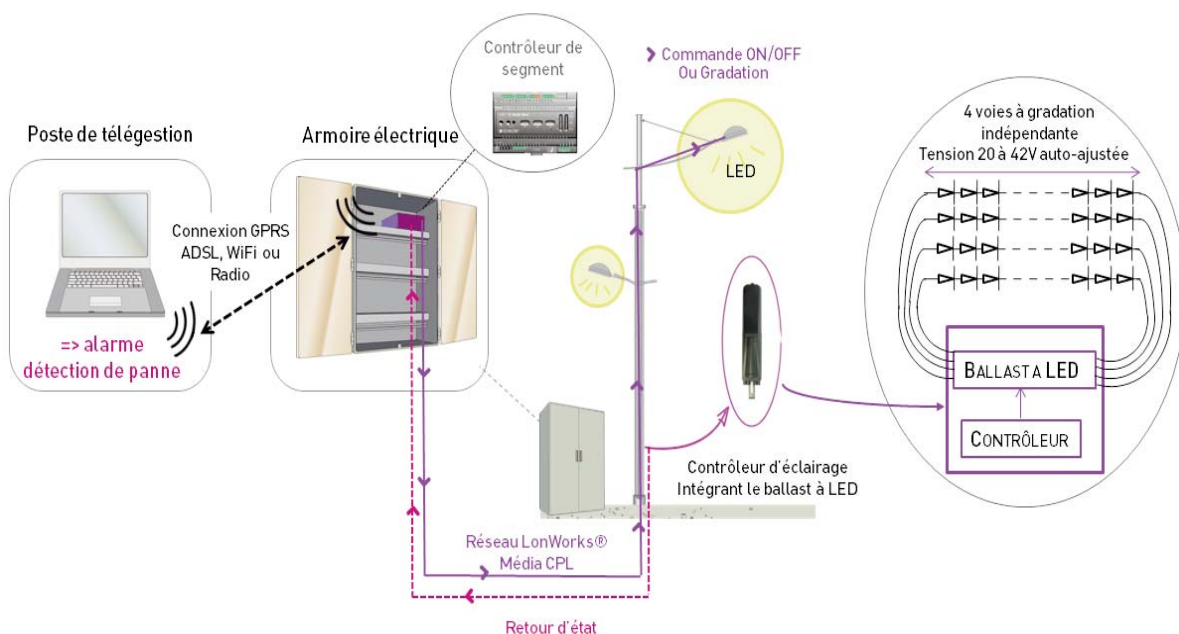 Contrôleur de
segment
Commande ON/OFF
Ou Gradation
4 voies à gradation
indépendante
Tension 20 à 42V auto-ajustée
Poste de télégestion
Armoire électrique
LED
Connexion GPRS
ADSL, WiFi ou
Radio
=> alarme
détection de panne
BALLAST A LED
CONTRÔLEUR
Contrôleur d'éclairage
Intégrant le ballast à LED
Réseau LonWorks®
Média CPL
Retour d'état